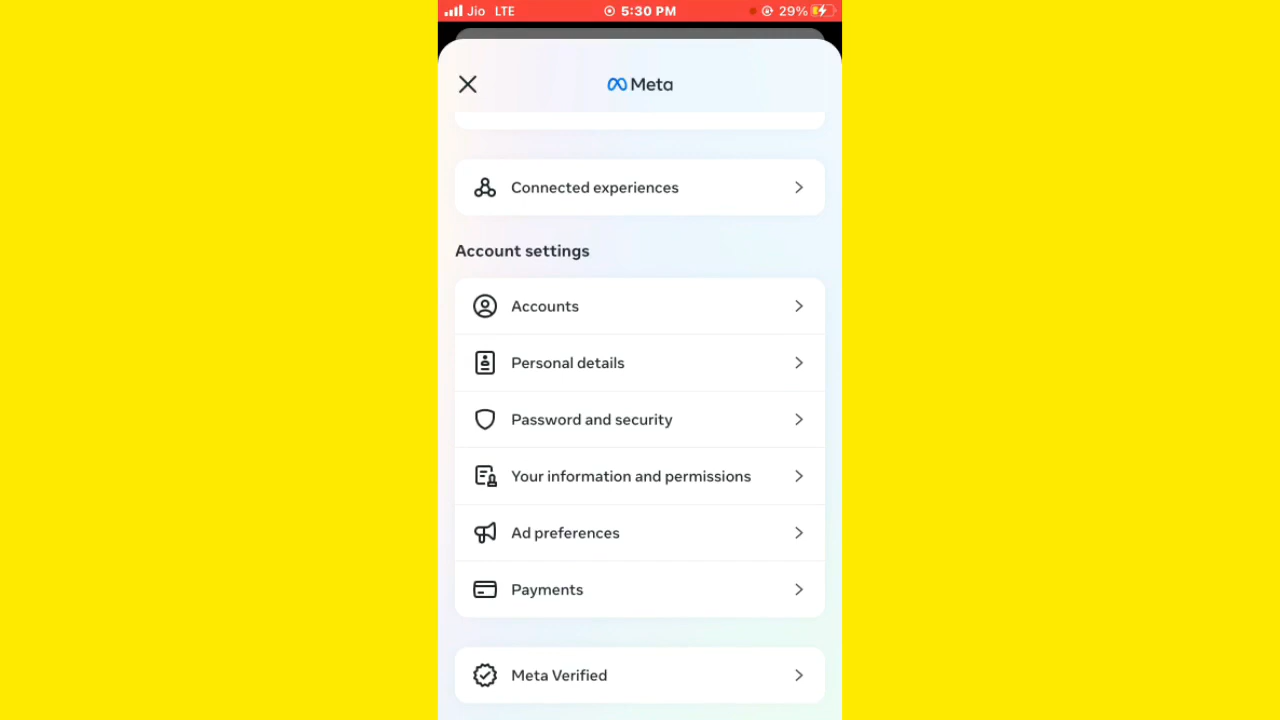 Jio LTE 5:30 PM 29%
Meta
Connected experiences
Account settings
Accounts
Personal details
Password and security
Your information and permissions
Ad preferences
Payments
Meta Verified